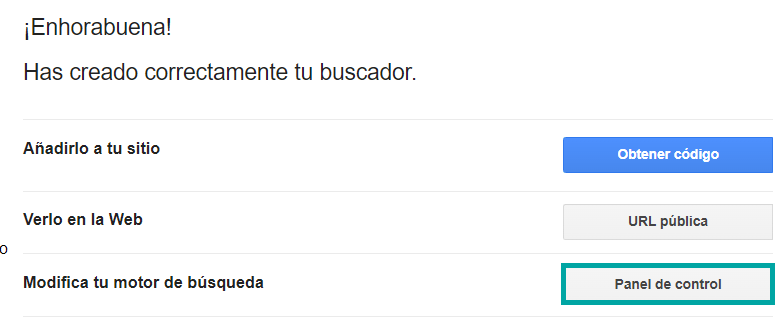 ¡Enhorabuena!
Has creado correctamente tu buscador.
Añadirlo a tu sitio
Obtener código
Verlo en la Web
URL pública
o
Modifica tu motor de búsqueda
Panel de control